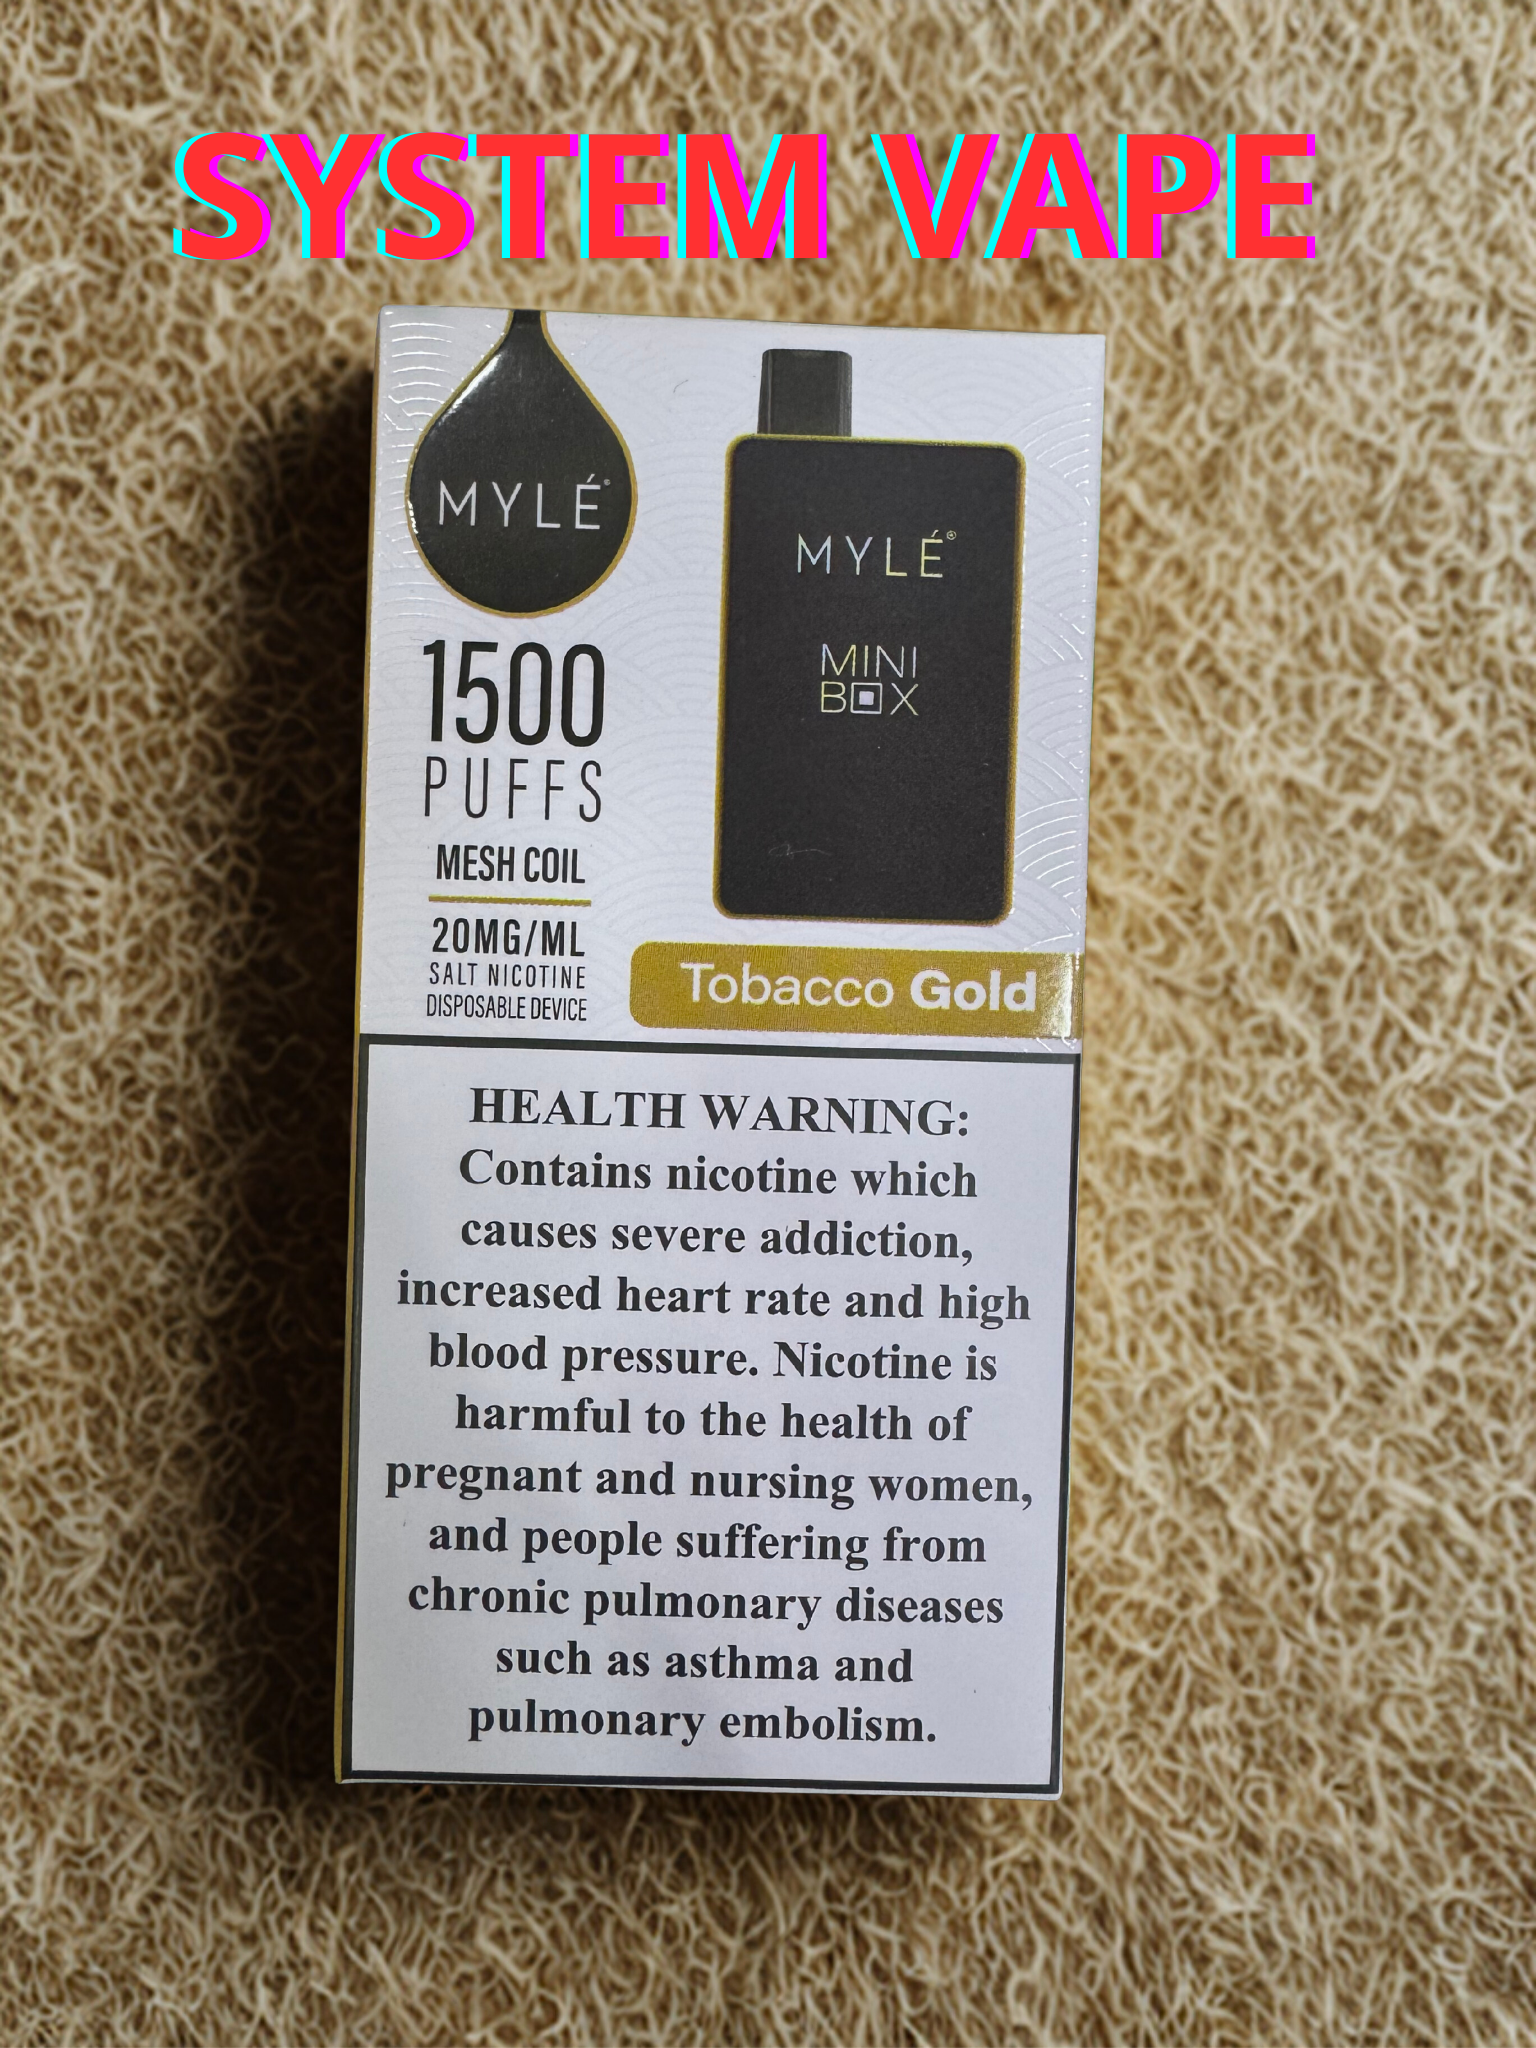 SYSTEM VAPE
MYLÉ®
1500
PUFFS
MESH COIL
20MG/ML
SALT NICOTINE
DISPOSABLE DEVICE
MYLÉ®
MINI
BOX
Tobacco Gold
HEALTH WARNING:
Contains nicotine which
causes severe addiction,
increased heart rate and high
blood pressure. Nicotine is
harmful to the health of
pregnant and nursing women,
and people suffering from
chronic pulmonary diseases
such as asthma and
pulmonary embolism.